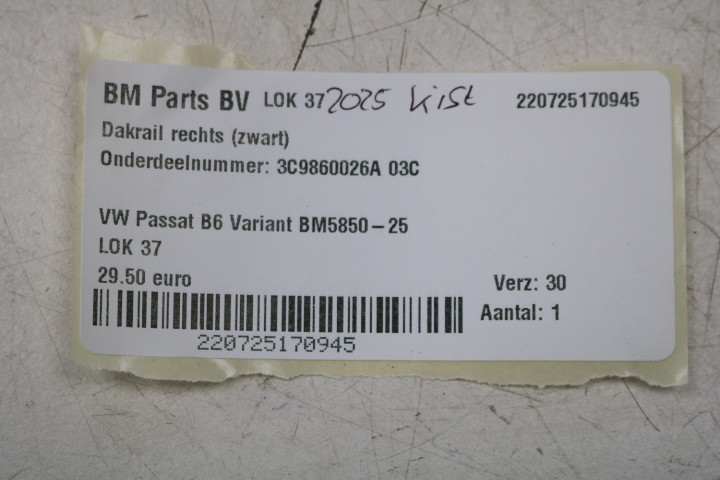 BM Parts BV LOK 37 2025 kist 220725170945
Dakrail rechts (zwart)
Onderdeelnummer: 3C9860026A 03C
VW Passat B6 Variant BM5850-25
LOK 37
29.50 euro Verz: 30
Aantal: 1
220725170945